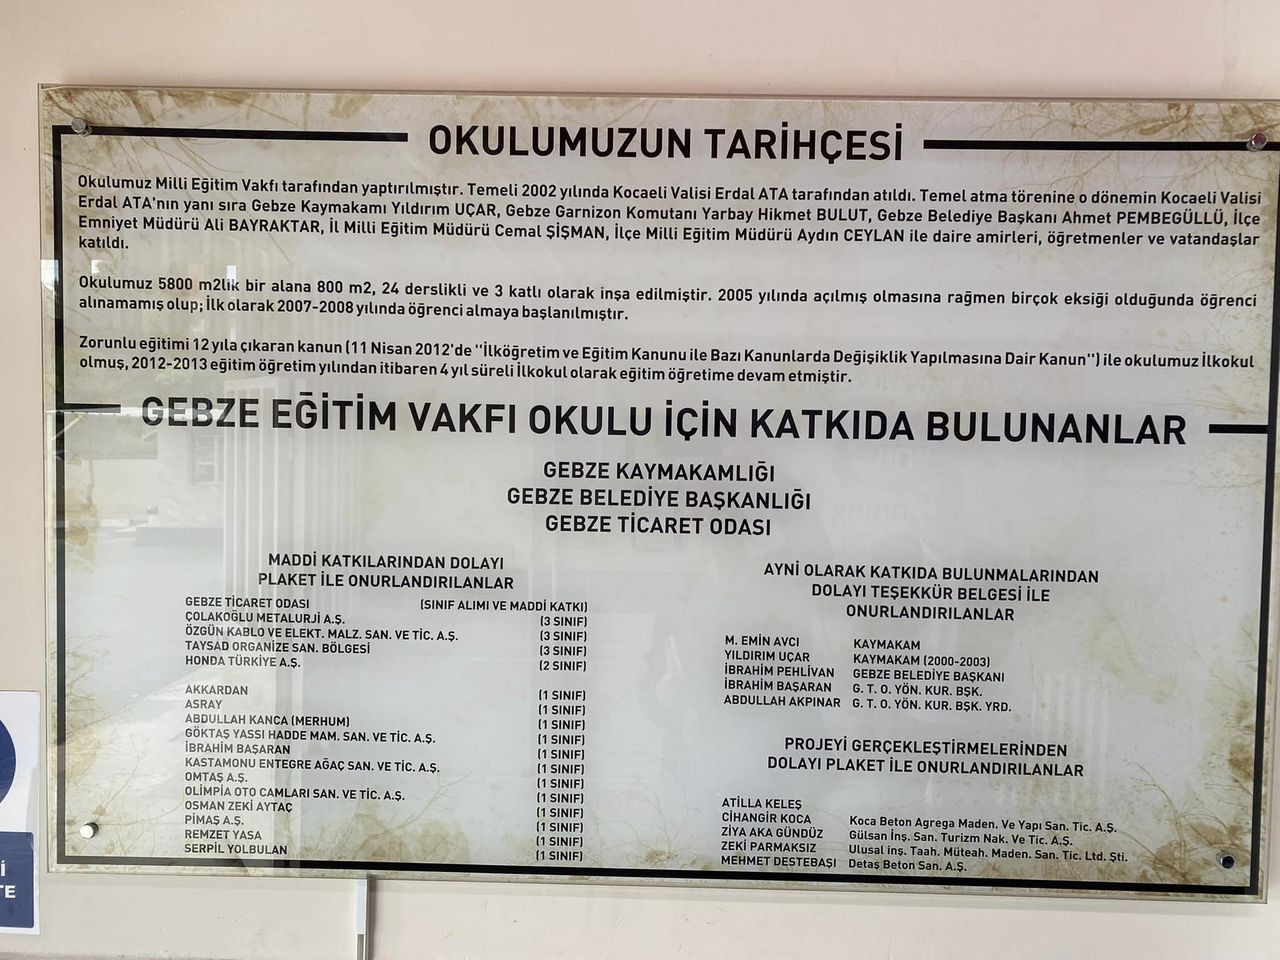 OKULUMUZUN TARİHÇESİ
Okulumuz Milli Eğitim Vakfı tarafından yaptırılmıştır. Temeli 2002 yılında Kocaeli Valisi Erdal ATA tarafından atıldı. Temel atma törenine o dönemin Kocaeli Valisi
Erdal ATA'nın yanı sıra Gebze Kaymakamı Yıldırım UÇAR, Gebze Garnizon Komutanı Yarbay Hikmet BULUT, Gebze Belediye Başkanı Ahmet PEMBEGÜLLÜ, İlçe
Emniyet Müdürü Ali BAYRAKTAR, İl Milli Eğitim Müdürü Cemal ŞİŞMAN, İlçe Milli Eğitim Müdürü Aydın CEYLAN ile daire amirleri, öğretmenler ve vatandaşlar
katıldı.
Okulumuz 5800 m2lik bir alana 800 m2, 24 derslikli ve 3 katlı olarak inşa edilmiştir. 2005 yılında açılmış olmasına rağmen birçok eksiği olduğunda öğrenci
alınamamış olup; İlk olarak 2007-2008 yılında öğrenci almaya başlanılmıştır.
Zorunlu eğitimi 12 yıla çıkaran kanun (11 Nisan 2012'de "İlköğretim ve Eğitim Kanunu ile Bazı Kanunlarda Değişiklik Yapılmasına Dair Kanun") ile okulumuz İlkokul
olmuş, 2012-2013 eğitim öğretim yılından itibaren 4 yıl süreli İlkokul olarak eğitim öğretime devam etmiştir.
GEBZE EĞİTİM VAKFI OKULU İÇİN KATKIDA BULUNANLAR
GEBZE KAYMAKAMLIĞI
GEBZE BELEDİYE BAŞKANLIĞI
GEBZE TİCARET ODASI
MADDİ KATKILARINDAN DOLAYI
PLAKET İLE ONURLANDIRILANLAR
GEBZE TİCARET ODASI (SINIF ALIMI VE MADDİ KATKI)
ÇOLAKOĞLU METALURJİ A.Ş. (3 SINIF)
ÖZGÜN KABLO VE ELEKT. MALZ. SAN. VE TİC. A.Ş. (3 SINIF)
TAYSAD ORGANİZE SAN. BÖLGESİ (3 SINIF)
HONDA TÜRKİYE A.Ş. (2 SINIF)
AKKARDAN (1 SINIF)
ASRAY (1 SINIF)
ABDULLAH KANCA (MERHUM) (1 SINIF)
GÖKTAŞ YASSI HADDE MAM. SAN. VE TİC. A.Ş. (1 SINIF)
İBRAHİM BAŞARAN (1 SINIF)
KASTAMONU ENTEGRE AĞAÇ SAN. VE TİC. A.Ş. (1 SINIF)
OMTAŞ A.Ş. (1 SINIF)
OLİMPİA OTO CAMLARI SAN. VE TİC. A.Ş. (1 SINIF)
OSMAN ZEKİ AYTAÇ (1 SINIF)
PİMAŞ A.Ş. (1 SINIF)
REMZET YASA (1 SINIF)
SERPİL YOLBULAN (1 SINIF)
AYNİ OLARAK KATKIDA BULUNMALARINDAN
DOLAYI TEŞEKKÜR BELGESİ İLE
ONURLANDIRILANLAR
M. EMİN AVCI KAYMAKAM
YILDIRIM UÇAR KAYMAKAM (2000-2003)
İBRAHİM PEHLİVAN GEBZE BELEDİYE BAŞKANI
İBRAHİM BAŞARAN G. T. O. YÖN. KUR. BŞK.
ABDULLAH AKPINAR G. T. O. YÖN. KUR. BŞK. YRD.
PROJEYİ GERÇEKLEŞTİRMELERİNDEN
DOLAYI PLAKET İLE ONURLANDIRILANLAR
ATİLLA KELEŞ
CİHANGİR KOCA Koca Beton Agrega Maden. Ve Yapı San. Tic. A.Ş.
ZİYA AKA GÜNDÜZ Gülsan İnş. San. Turizm Nak. Ve Tic. A.Ş.
ZEKİ PARMAKSIZ Ulusal inş. Taah. Müteah. Maden. San. Tic. Ltd. Şti.
MEHMET DESTEBAŞI Detaş Beton San. A.Ş.
İ
TE